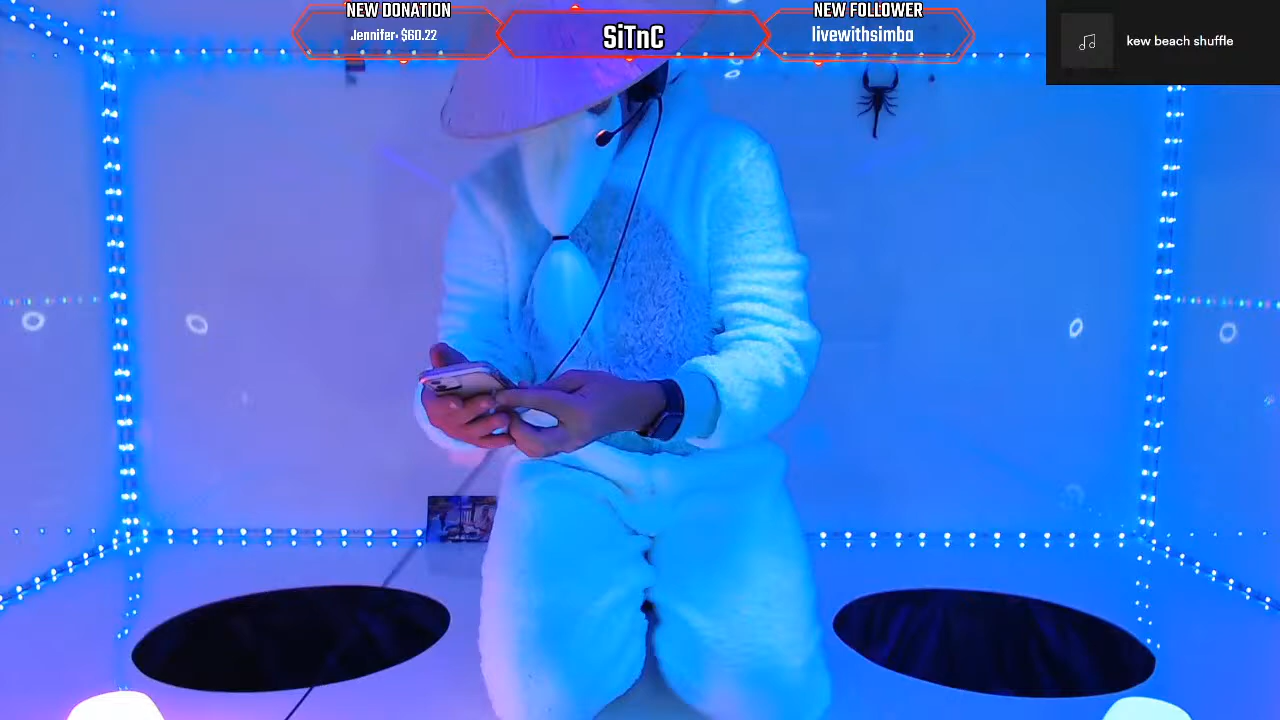 NEW DONATION
Jennifer: $60.22
SiTnC
NEW FOLLOWER
livewithsimba
kew beach shuffle